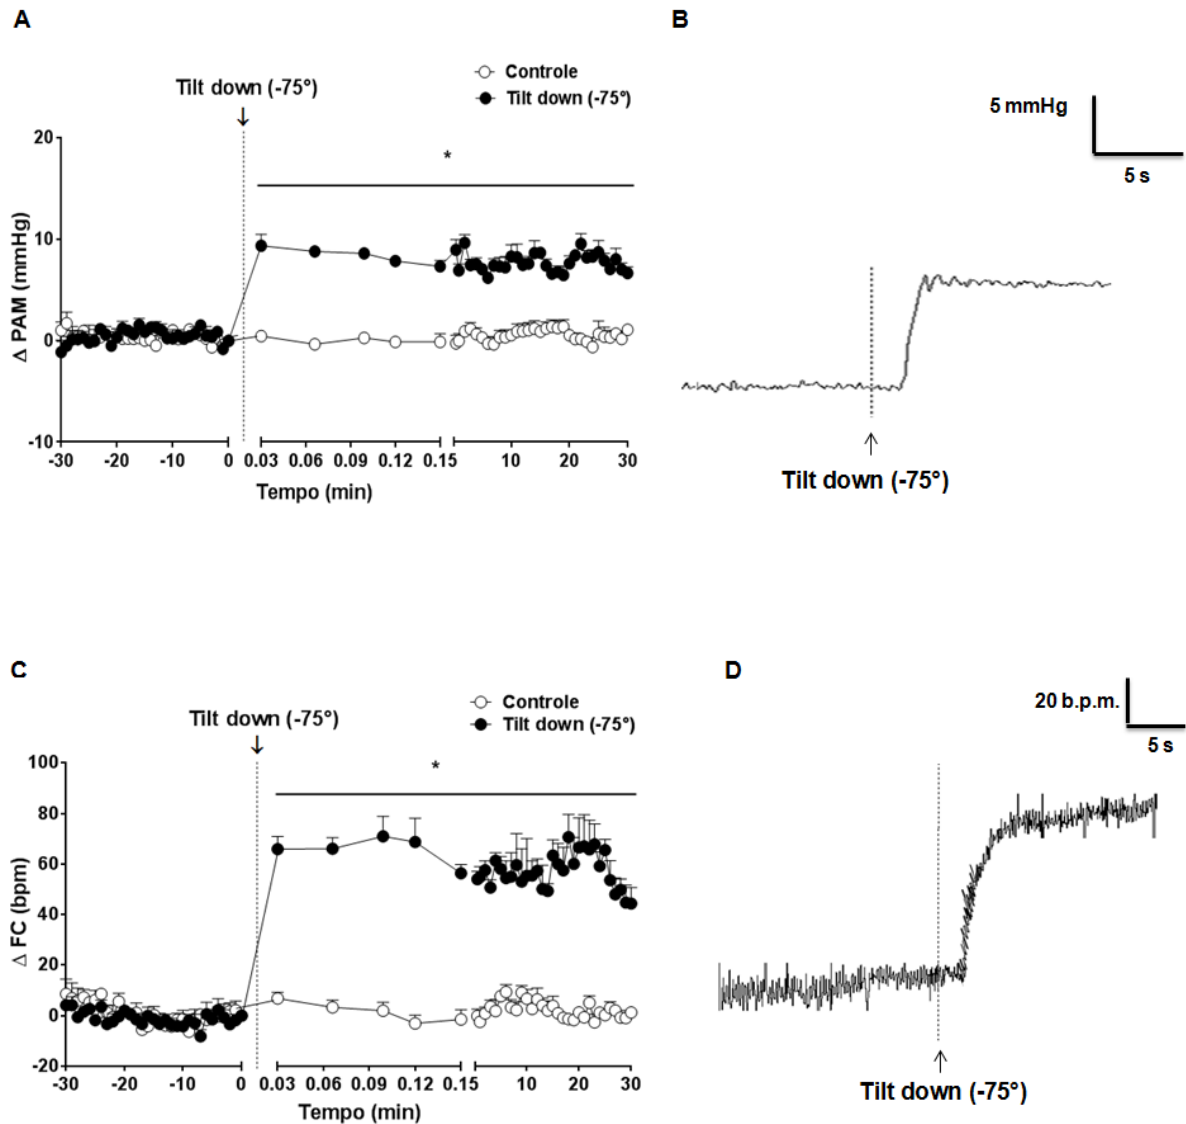 A
Tilt down (-75°)
↓
Controle
Tilt down (-75°)
*
Δ PAM (mmHg)
20
10
0
-10
-30 -20 -10 0 0.03 0.06 0.09 0.12 0.15 10 20 30
Tempo (min)
B
5 mmHg
5 s
↑
Tilt down (-75°)
C
Tilt down (-75°)
↓
Controle
Tilt down (-75°)
*
Δ FC (bpm)
100
80
60
40
20
0
-20
-30 -20 -10 0 0.03 0.06 0.09 0.12 0.15 10 20 30
Tempo (min)
D
20 b.p.m.
5 s
↑
Tilt down (-75°)